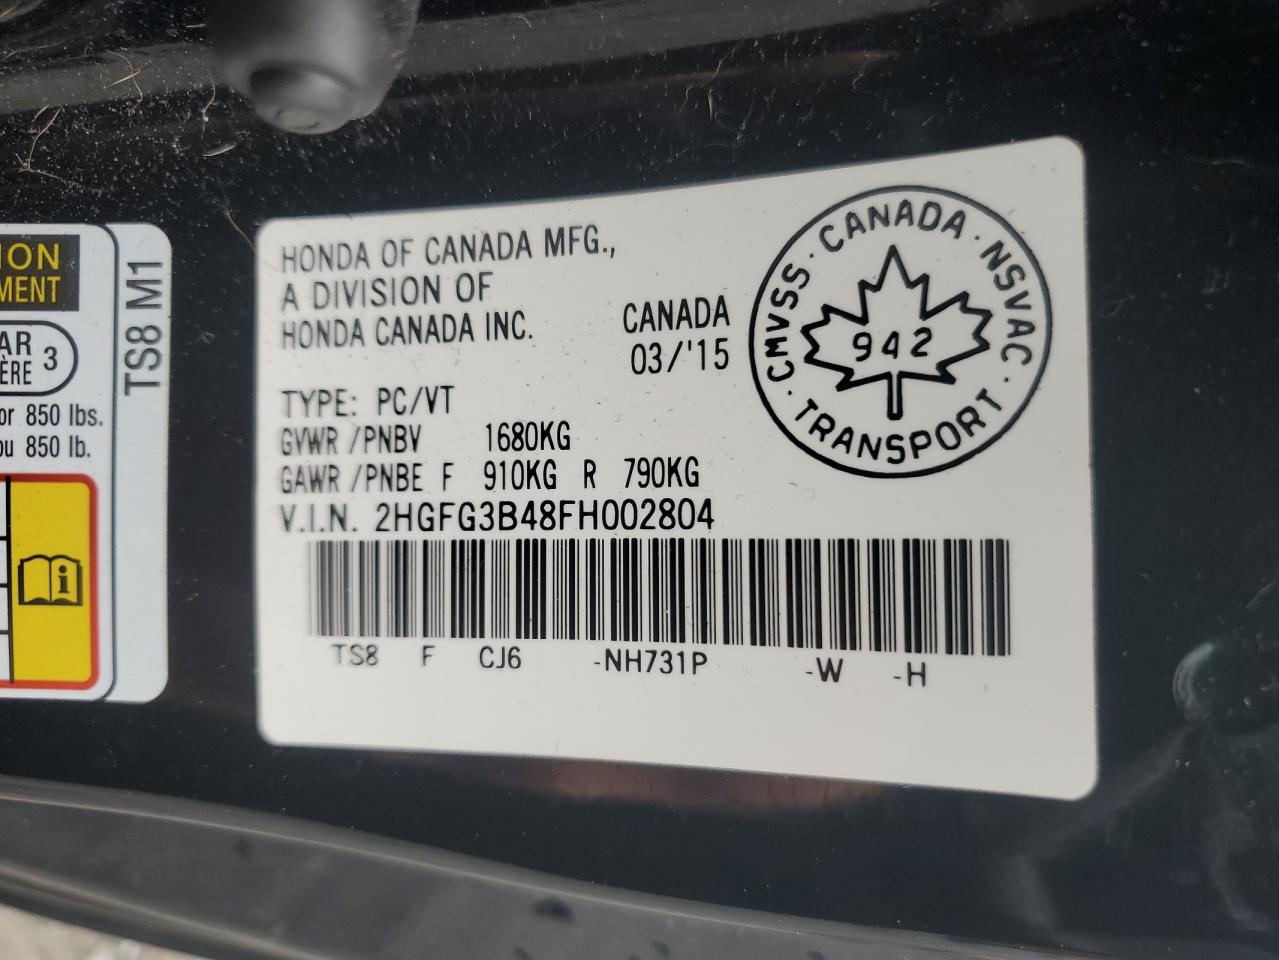 ION
MENT
AR
ÈRE 3
or 850 lbs.
ou 850 lb.
TS8 M1
HONDA OF CANADA MFG.,
A DIVISION OF
HONDA CANADA INC.
CANADA
03/'15
TYPE: PC/VT
GVWR /PNBV 1680KG
GAWR /PNBE F 910KG R 790KG
V.I.N. 2HGFG3B48FH002804
TS8 F CJ6 -NH731P -W -H
CMVSS · CANADA · NSVAC · TRANSPORT ·
942